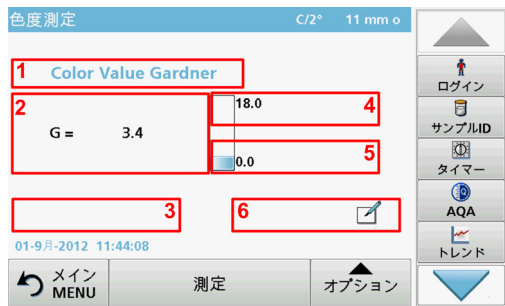 色度測定 C/2° 11 mm o
1 Color Value Gardner
2 G = 3.4
18.0 4
0.0 5
3
6
01-9月-2012 11:44:08
メイン MENU
測定
オプション
ログイン
サンプルID
タイマー
AQA
トレンド